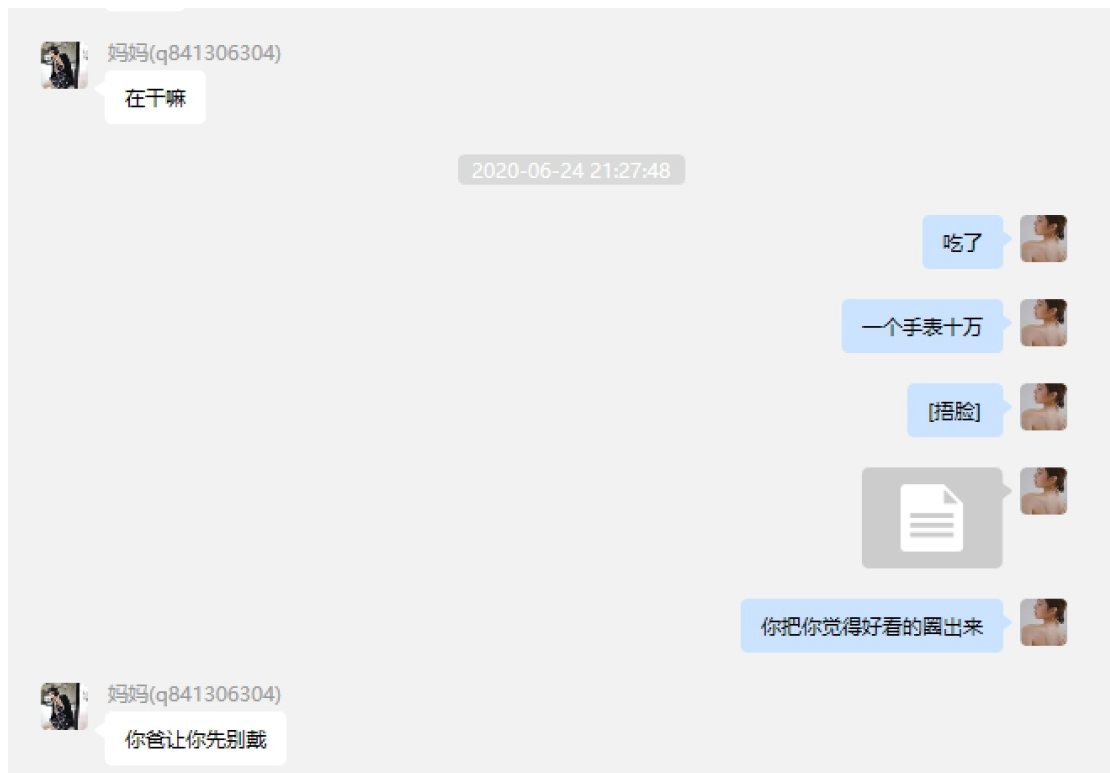 妈妈(q841306304)
在干嘛
2020-06-24 21:27:48
吃了
一个手表十万
[捂脸]
你把你觉得好看的圈出来
妈妈(q841306304)
你爸让你先别戴